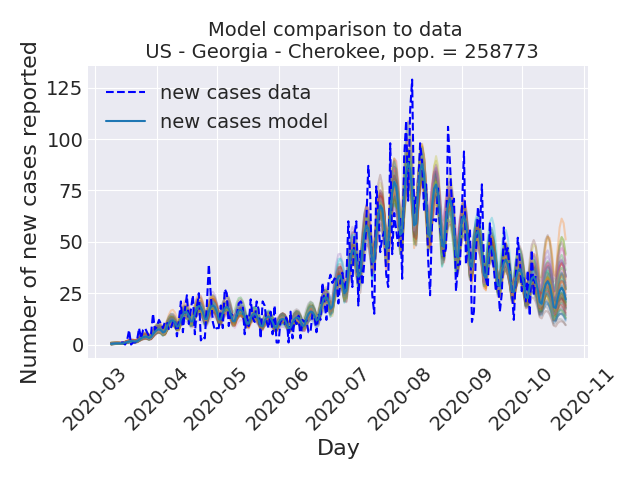 Model comparison to data
US - Georgia - Cherokee, pop. = 258773
Number of new cases reported
125
100
75
50
25
0
new cases data
new cases model
2020-03
2020-04
2020-05
2020-06
2020-07
2020-08
2020-09
2020-10
2020-11
Day